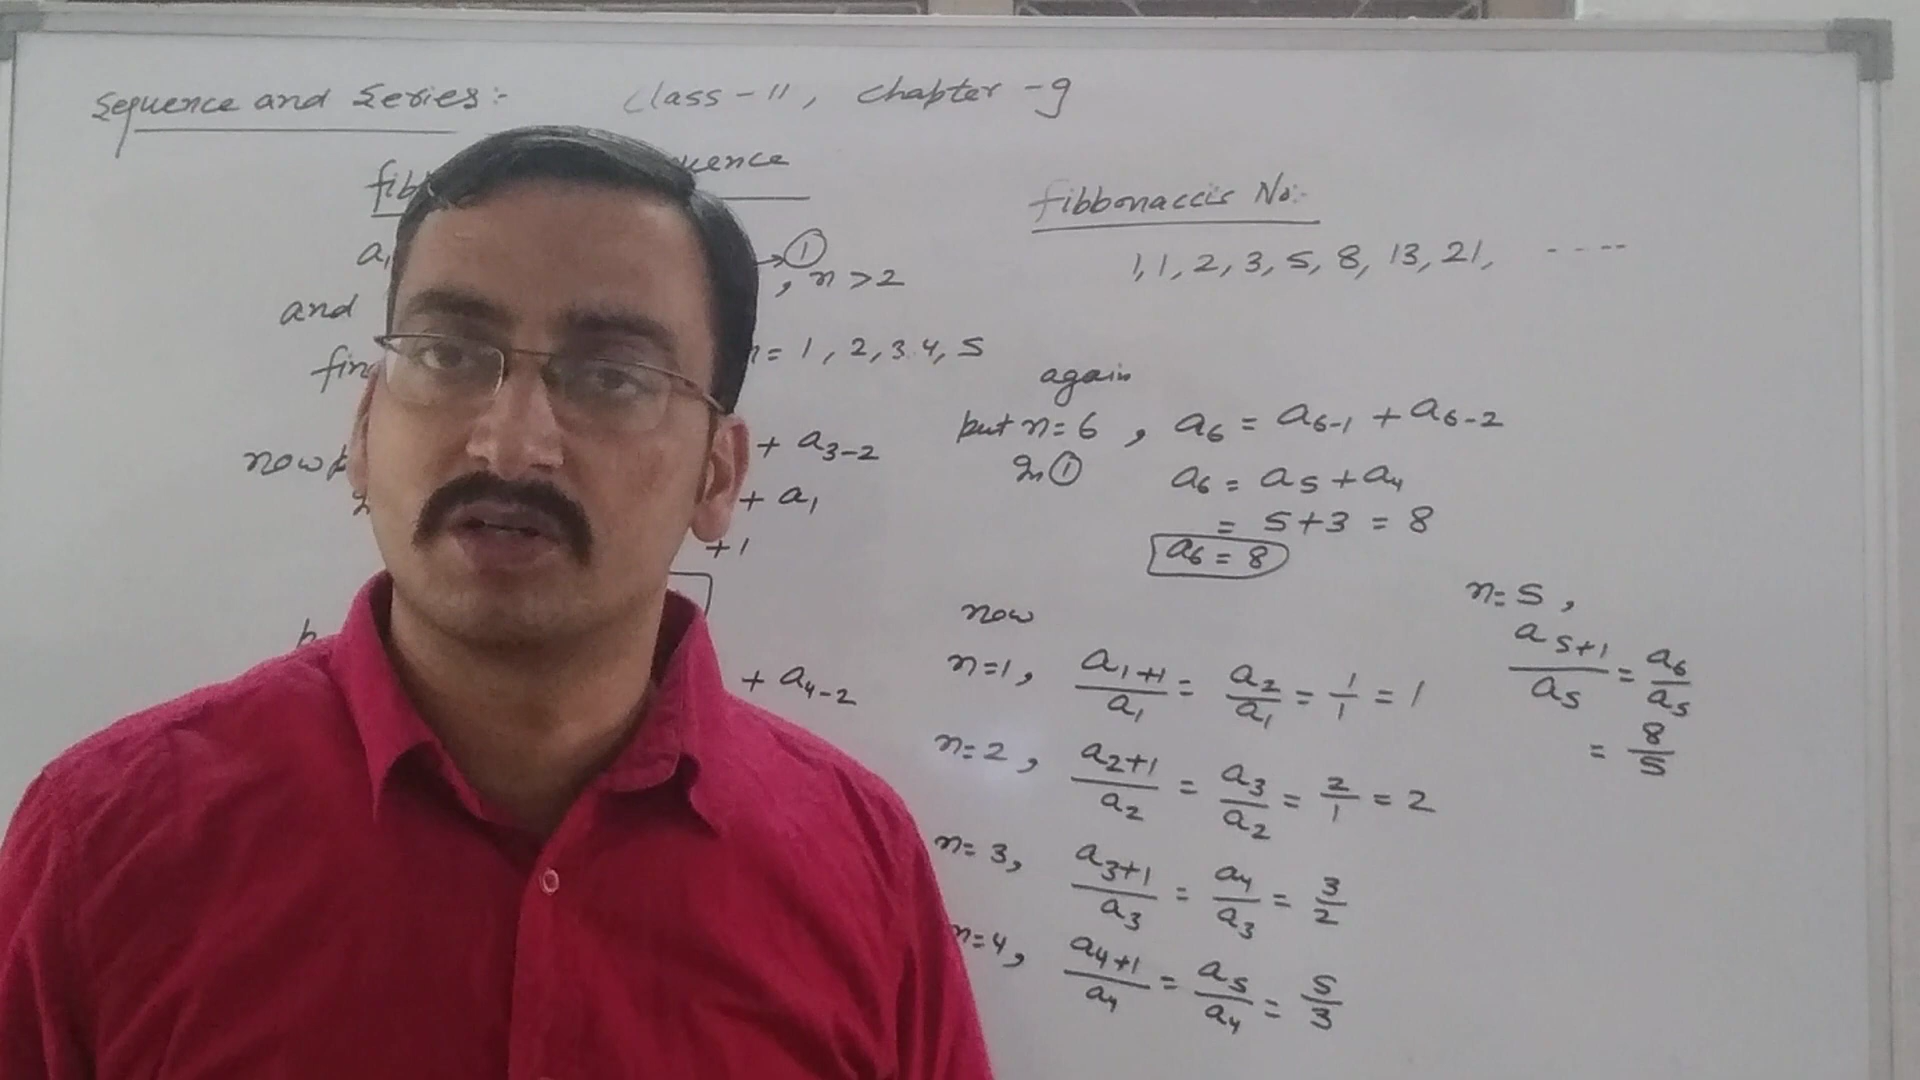 Sequence and Series:- Class-11, Chapter-9
and
, n>2
n = 1, 2, 3.4, 5
+ a₃₋₂
+ a₁
+1
+ a₄₋₂
Fibbonaccis No:-
1, 1, 2, 3, 5, 8, 13, 21, ----
again
put n=6 , a₆ = a₆₋₁ + a₆₋₂
In ① a₆ = a₅ + a₄
= 5+3 = 8
a₆ = 8
now
n=1, a₁₊₁/a₁ = a₂/a₁ = 1/1 = 1
n=2, a₂₊₁/a₂ = a₃/a₂ = 2/1 = 2
n=3, a₃₊₁/a₃ = a₄/a₃ = 3/2
n=4, a₄₊₁/a₄ = a₅/a₄ = 5/3
n=5,
a₅₊₁/a₅ = a₆/a₅
= 8/5